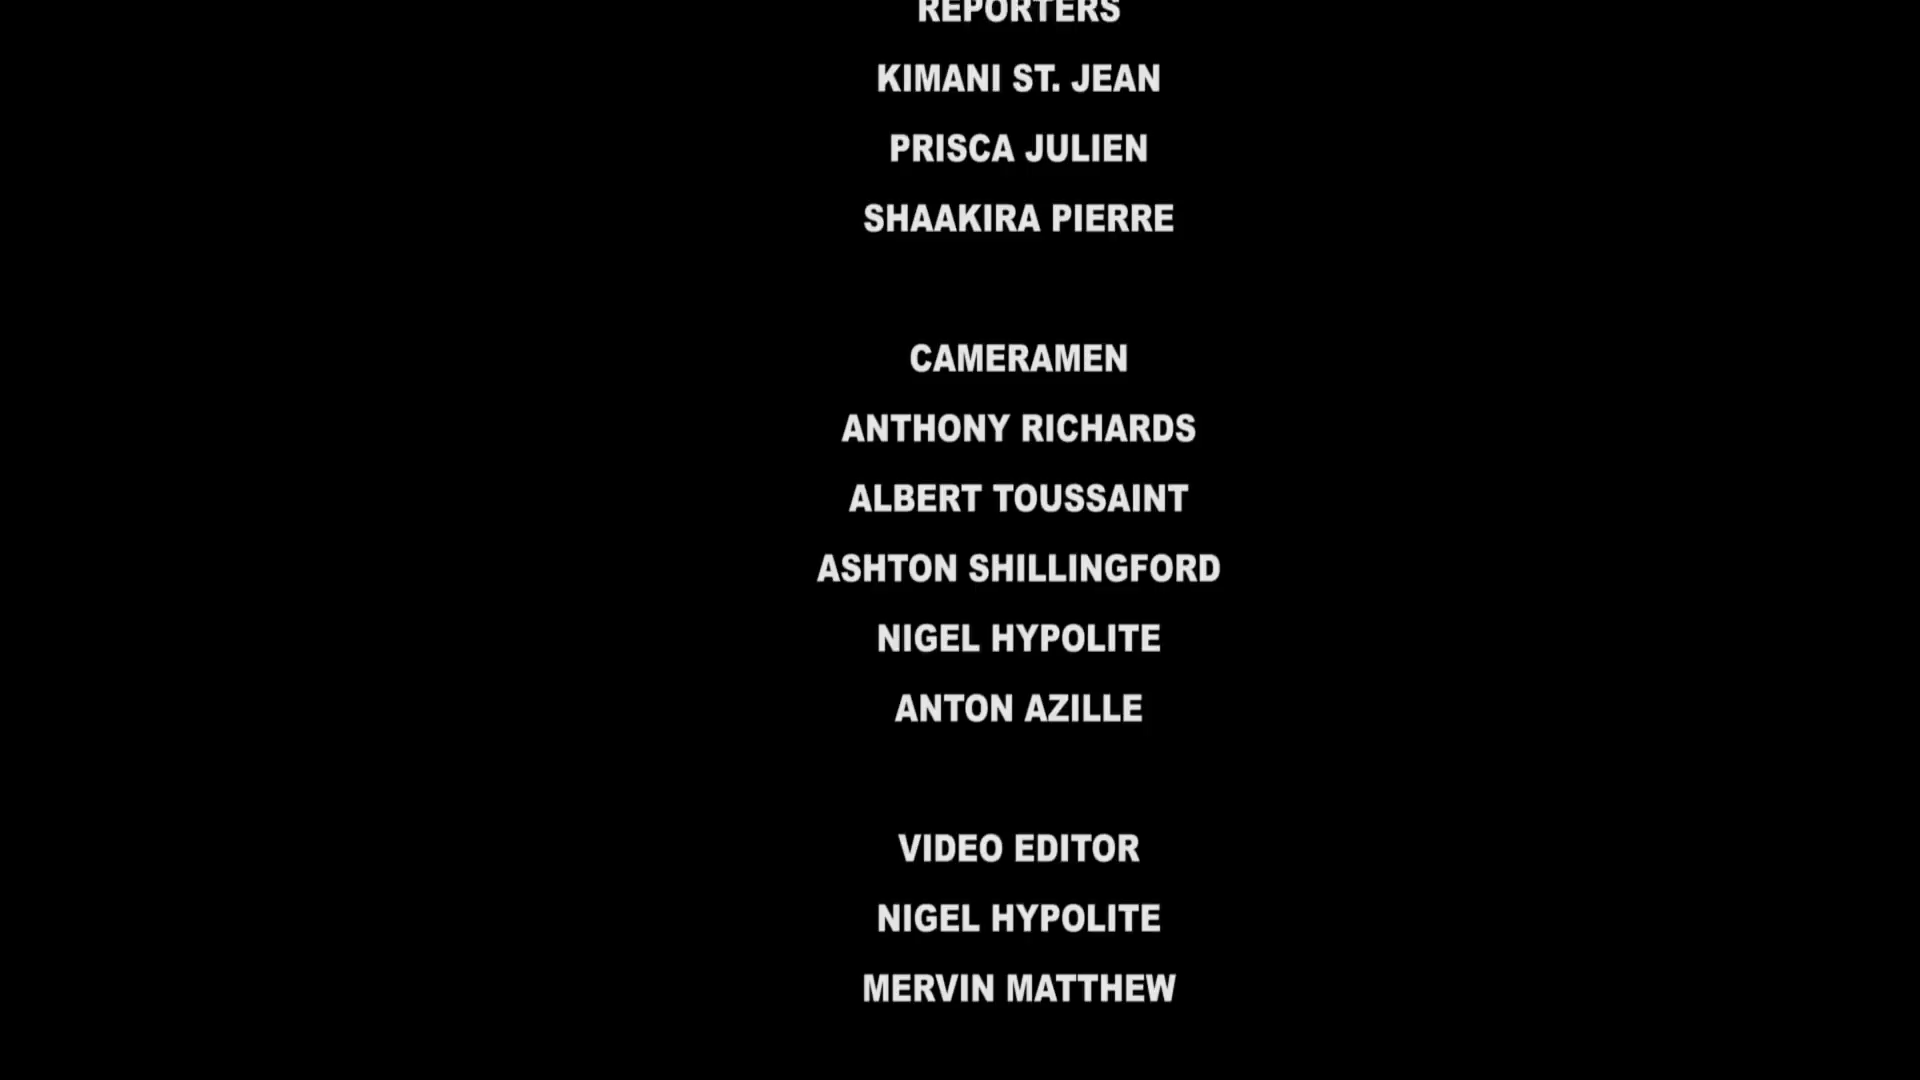 REPORTERS
KIMANI ST. JEAN
PRISCA JULIEN
SHAAKIRA PIERRE
CAMERAMEN
ANTHONY RICHARDS
ALBERT TOUSSAINT
ASHTON SHILLINGFORD
NIGEL HYPOLITE
ANTON AZILLE
VIDEO EDITOR
NIGEL HYPOLITE
MERVIN MATTHEW